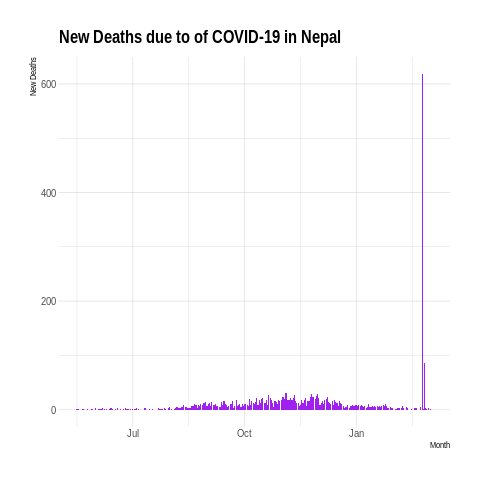 New Deaths due to of COVID-19 in Nepal
New Deaths
600
400
200
0
Jul Oct Jan
Month